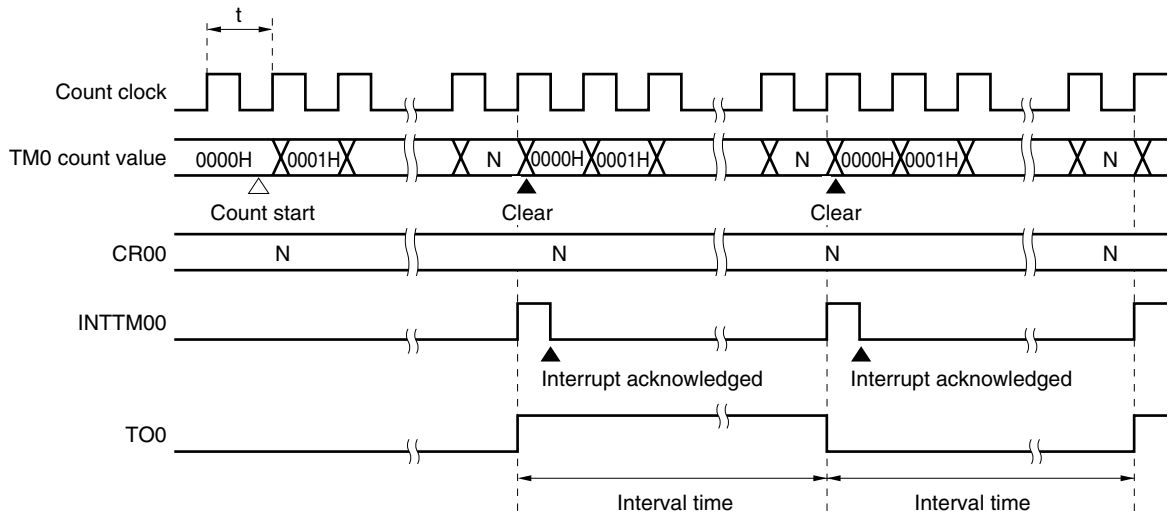 t
Count clock
TM0 count value 0000H 0001H N 0000H 0001H N 0000H 0001H N
Count start Clear Clear
CR00 N N N N
INTTM00
Interrupt acknowledged Interrupt acknowledged
TO0
Interval time Interval time